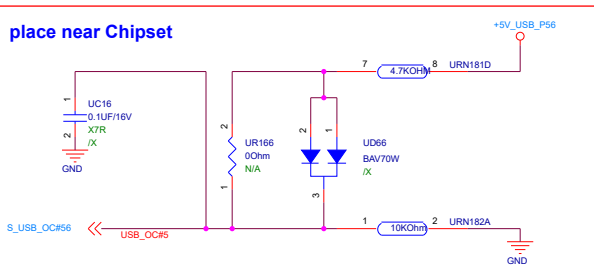 place near Chipset
+5V_USB_P56
7
4.7KOHM
8
URN181D
1
UC16
0.1UF/16V
X7R
2
/X
GND
2
UR166
0Ohm
N/A
1
2
1
UD66
BAV70W
/X
3
S_USB_OC#56
USB_OC#5
1
10KOhm
2
URN182A
GND